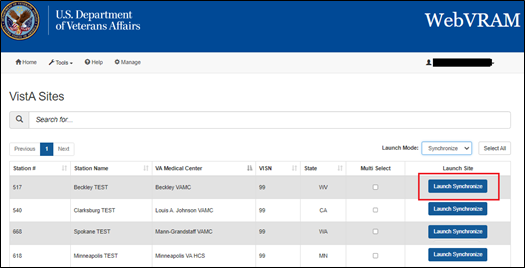 U.S. Department
of Veterans Affairs
WebVRAM
Home Tools Help Manage
VistA Sites
Search for...
Previous 1 Next
Launch Mode: Synchronize Select All
Station # Station Name VA Medical Center VISN State Multi Select Launch Site
517 Beckley TEST Beckley VAMC 99 WV Launch Synchronize
540 Clarksburg TEST Louis A. Johnson VAMC 99 CA Launch Synchronize
668 Spokane TEST Mann-Grandstaff VAMC 99 WA Launch Synchronize
618 Minneapolis TEST Minneapolis VA HCS 99 MN Launch Synchronize